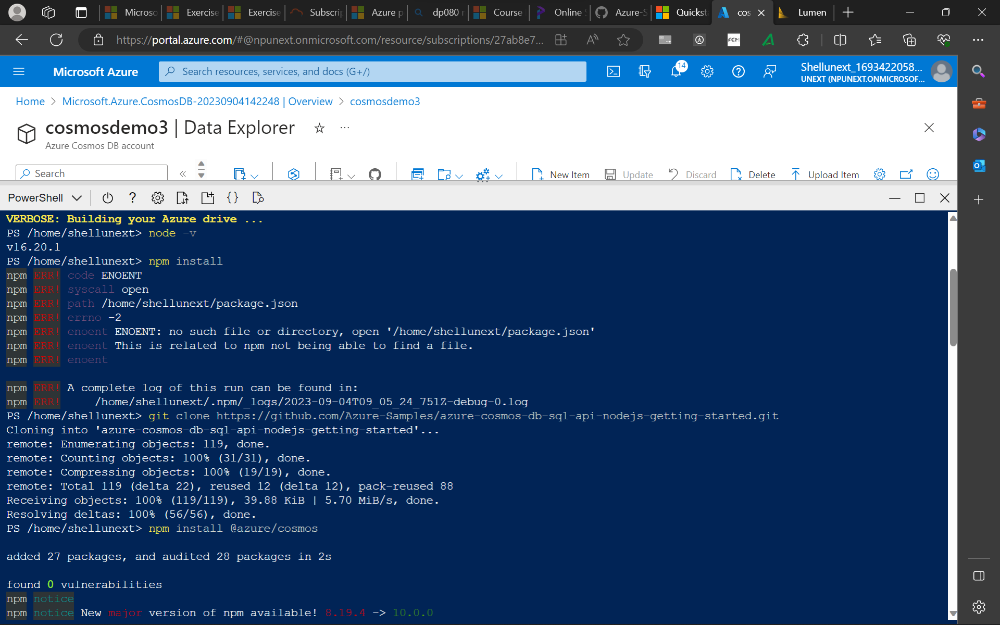 Microso
Exercise
Exercise
Subscrip
Azure p
dp080 r
Course
Online S
Azure-S
Quicksta
cos
Lumen
https://portal.azure.com/#@npunext.onmicrosoft.com/resource/subscriptions/27ab8e7...
FCM
Microsoft Azure
Search resources, services, and docs (G+/)
14
Shellunext_1693422058...
UNEXT (NPUNEXT.ONMICROSOF...
Home > Microsoft.Azure.CosmosDB-20230904142248 | Overview > cosmosdemo3
cosmosdemo3 | Data Explorer
Azure Cosmos DB account
Search
New Item
Update
Discard
Delete
Upload Item
PowerShell
VERBOSE: Building your Azure drive ...
PS /home/shellunext> node -v
v16.20.1
PS /home/shellunext> npm install
npm ERR! code ENOENT
npm ERR! syscall open
npm ERR! path /home/shellunext/package.json
npm ERR! errno -2
npm ERR! enoent ENOENT: no such file or directory, open '/home/shellunext/package.json'
npm ERR! enoent This is related to npm not being able to find a file.
npm ERR! enoent
npm ERR! A complete log of this run can be found in:
npm ERR!     /home/shellunext/.npm/_logs/2023-09-04T09_05_24_751Z-debug-0.log
PS /home/shellunext> git clone https://github.com/Azure-Samples/azure-cosmos-db-sql-api-nodejs-getting-started.git
Cloning into 'azure-cosmos-db-sql-api-nodejs-getting-started'...
remote: Enumerating objects: 119, done.
remote: Counting objects: 100% (31/31), done.
remote: Compressing objects: 100% (19/19), done.
remote: Total 119 (delta 22), reused 12 (delta 12), pack-reused 88
Receiving objects: 100% (119/119), 39.88 KiB | 5.70 MiB/s, done.
Resolving deltas: 100% (56/56), done.
PS /home/shellunext> npm install @azure/cosmos
added 27 packages, and audited 28 packages in 2s
found 0 vulnerabilities
npm notice
npm notice New major version of npm available! 8.19.4 -> 10.0.0